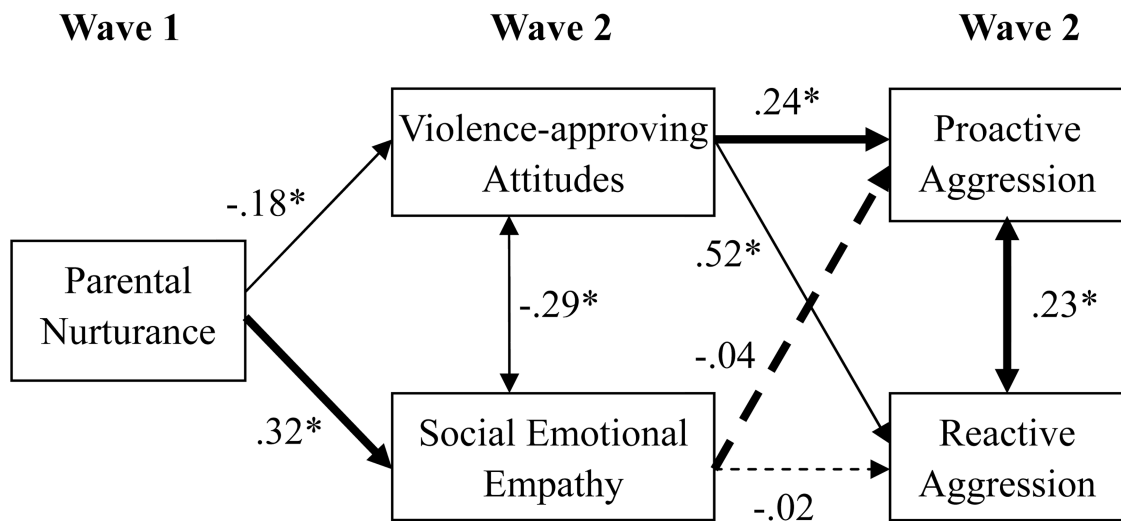 Wave 1
Wave 2
Wave 2
Violence-approving
Attitudes
.24*
Proactive
Aggression
-.18*
Parental
Nurturance
.52*
-.29*
.23*
-.04
.32*
Social Emotional
Empathy
Reactive
Aggression
-.02